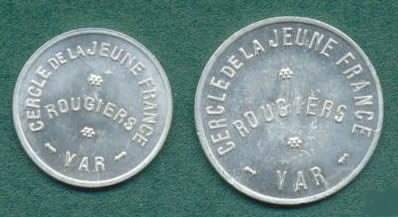 CERCLE DE LA JEUNE FRANCE
ROUGIERS
VAR
CERCLE DE LA JEUNE FRANCE
ROUGIERS
VAR